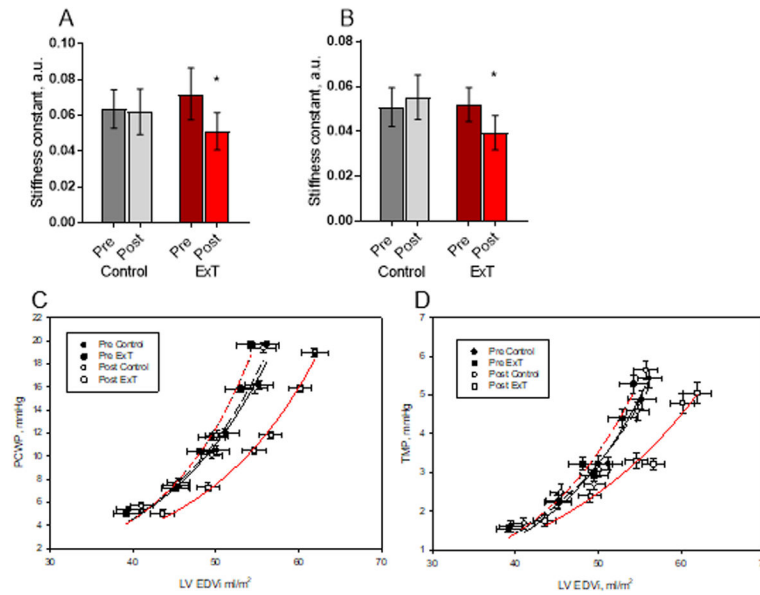 A
B
0.10
0.08
0.06
0.04
0.02
0.00
Stiffness constant, a.u.
*
Pre
Post
Pre
Post
Control
ExT
0.08
0.06
0.04
0.02
0.00
Stiffness constant, a.u.
*
Pre
Post
Pre
Post
Control
ExT
C
22
20
18
16
14
12
10
8
6
4
2
PCWP, mmHg
Pre Control
Pre ExT
Post Control
Post ExT
30
40
50
60
70
LV EDVi ml/m²
D
7
6
5
4
3
2
1
TMP, mmHg
Pre Control
Pre ExT
Post Control
Post ExT
30
40
50
60
70
LV EDVi, ml/m²